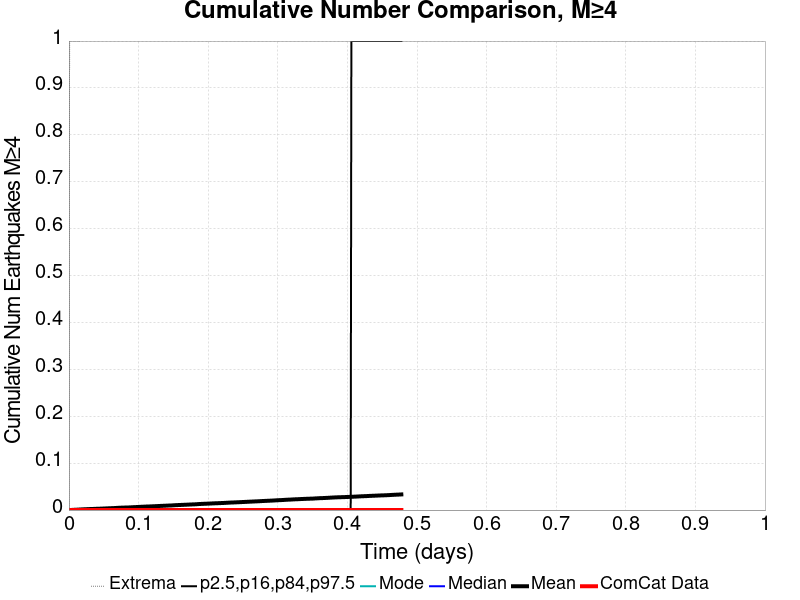 Cumulative Number Comparison, M≥4
Cumulative Num Earthquakes M≥4
1
0.9
0.8
0.7
0.6
0.5
0.4
0.3
0.2
0.1
0
0 0.1 0.2 0.3 0.4 0.5 0.6 0.7 0.8 0.9 1
Time (days)
Extrema p2.5,p16,p84,p97.5 Mode Median Mean ComCat Data